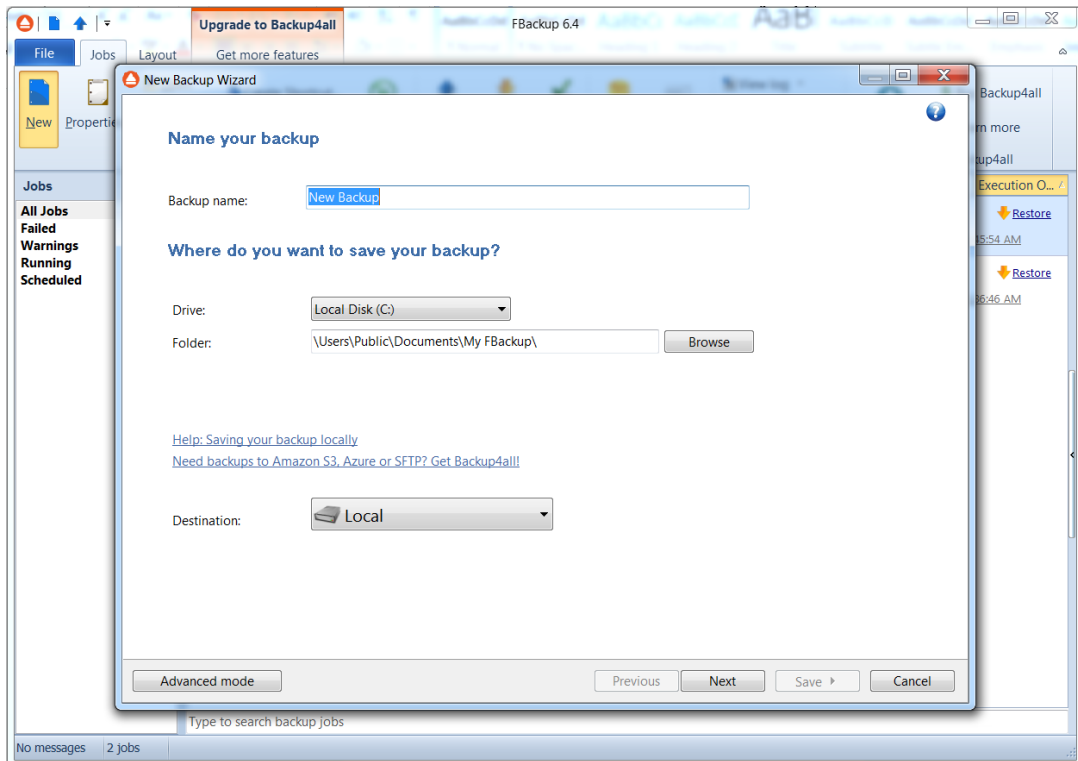 Upgrade to Backup4all
FBackup 6.4
File
Jobs
Layout
Get more features
New
Propertie
Backup4all
rn more
kup4all
Jobs
All Jobs
Failed
Warnings
Running
Scheduled
Execution O...
Restore
45:54 AM
Restore
36:46 AM
New Backup Wizard
Name your backup
Backup name:
New Backup
Where do you want to save your backup?
Drive:
Local Disk (C:)
Folder:
\Users\Public\Documents\My FBackup\
Browse
Help: Saving your backup locally
Need backups to Amazon S3, Azure or SFTP? Get Backup4all!
Destination:
Local
Advanced mode
Previous
Next
Save
Cancel
Type to search backup jobs
No messages
2 jobs